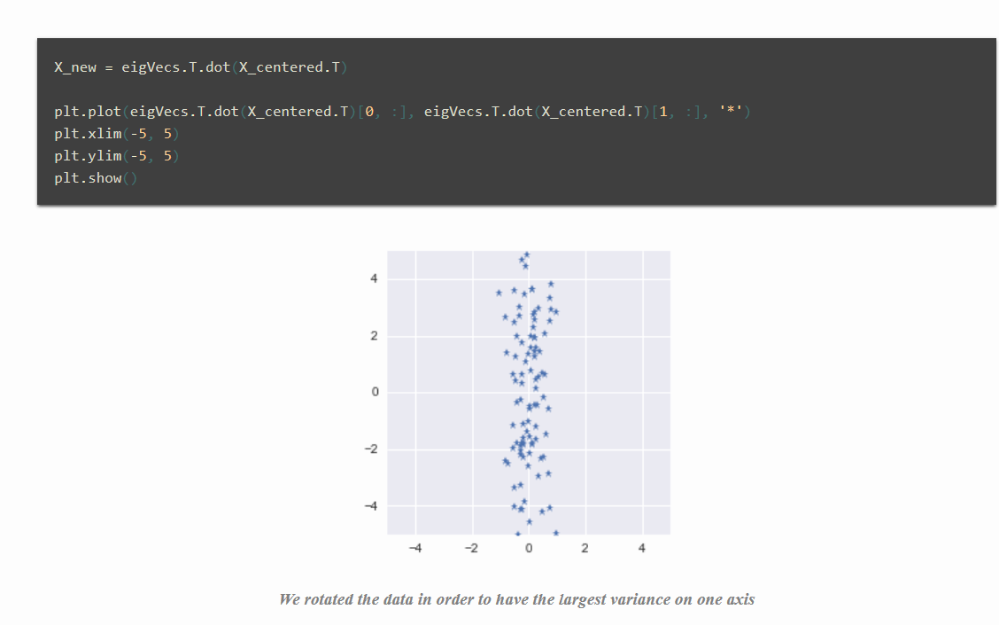 X_new = eigVecs.T.dot(X_centered.T)
plt.plot(eigVecs.T.dot(X_centered.T)[0, :], eigVecs.T.dot(X_centered.T)[1, :], '*')
plt.xlim(-5, 5)
plt.ylim(-5, 5)
plt.show()
4
2
0
−2
−4
−4 −2 0 2 4
We rotated the data in order to have the largest variance on one axis